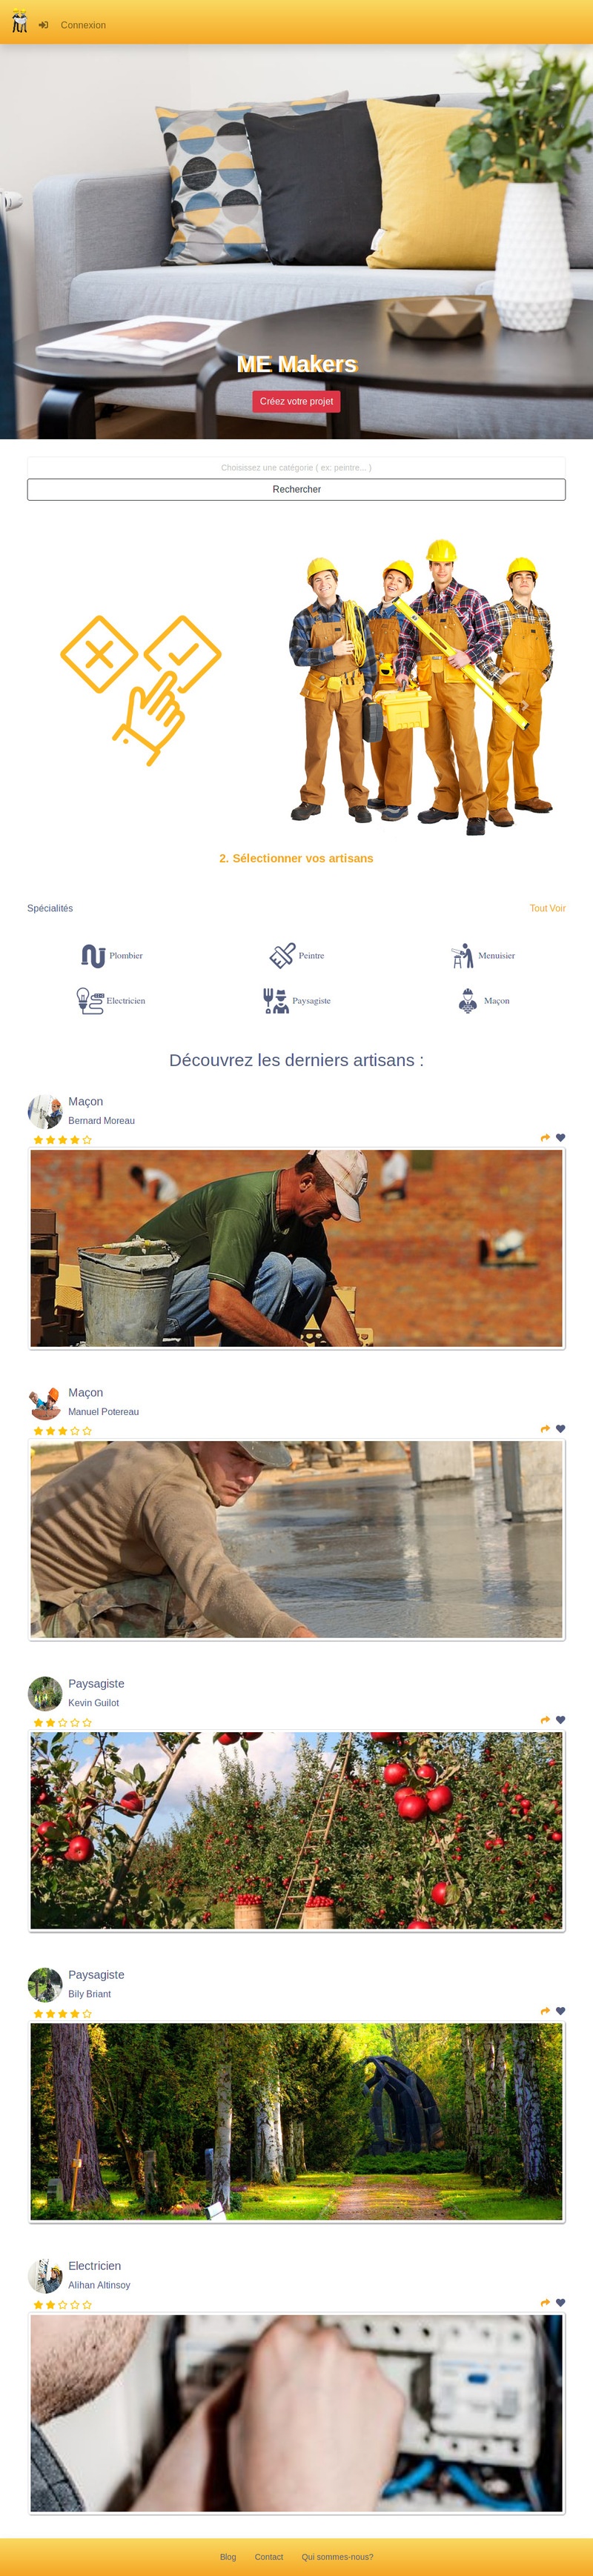 Connexion
ME Makers
Créez votre projet
Choisissez une catégorie ( ex: peintre... )
Rechercher
2. Sélectionner vos artisans
Spécialités
Tout Voir
Plombier
Peintre
Menuisier
Electricien
Paysagiste
Maçon
Découvrez les derniers artisans :
Maçon
Bernard Moreau
Maçon
Manuel Potereau
Paysagiste
Kevin Guilot
Paysagiste
Bily Briant
Electricien
Alihan Altinsoy
Blog
Contact
Qui sommes-nous?